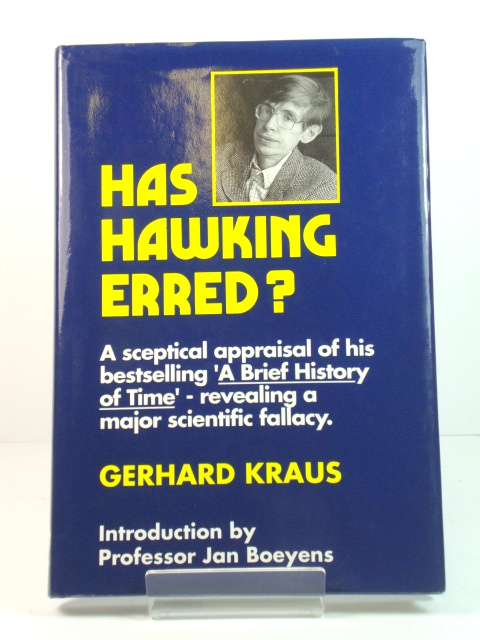 HAS
HAWKING
ERRED?
A sceptical appraisal of his
bestselling 'A Brief History
of Time' - revealing a
major scientific fallacy.
GERHARD KRAUS
Introduction by
Professor Jan Boeyens